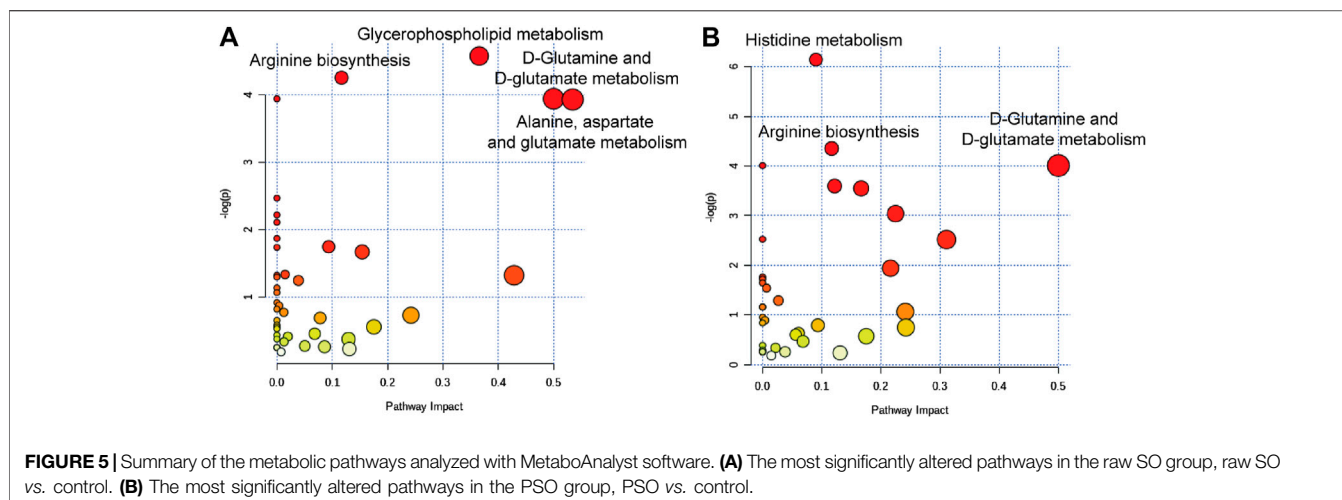 A
Glycerophospholipid metabolism
Arginine biosynthesis
D-Glutamine and
D-glutamate metabolism
Alanine, aspartate
and glutamate metabolism
-log(p)
4
3
2
1
0.0 0.1 0.2 0.3 0.4 0.5
Pathway Impact
B
Histidine metabolism
Arginine biosynthesis
D-Glutamine and
D-glutamate metabolism
-log(p)
6
5
4
3
2
1
0
0.0 0.1 0.2 0.3 0.4 0.5
Pathway Impact
FIGURE 5 | Summary of the metabolic pathways analyzed with MetaboAnalyst software. (A) The most significantly altered pathways in the raw SO group, raw SO
vs. control. (B) The most significantly altered pathways in the PSO group, PSO vs. control.